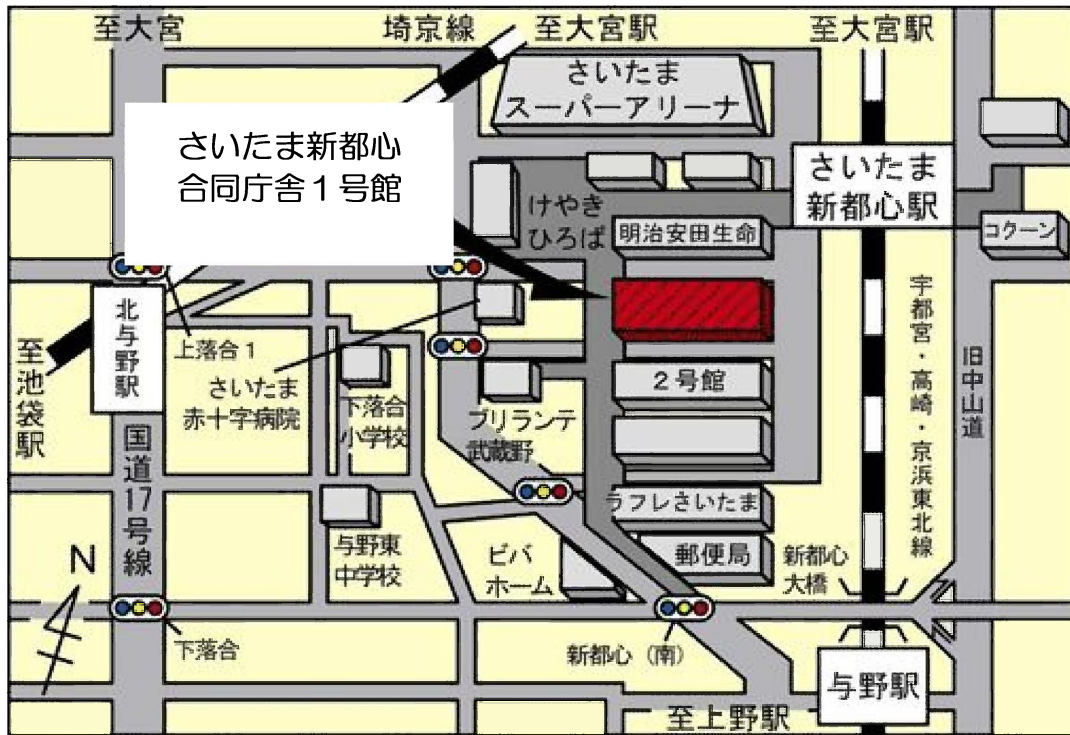 至大宮
埼京線
至大宮駅
至大宮駅
さいたま
スーパーアリーナ
さいたま新都心
合同庁舎1号館
さいたま
新都心駅
けやき
ひろば
明治安田生命
コクーン
北与野駅
上落合1
至池袋駅
さいたま
赤十字病院
下落合
小学校
2号館
ブリランテ
武蔵野
宇都宮・高崎・京浜東北線
旧中山道
国道17号線
ラフレさいたま
与野東
中学校
ビバ
ホーム
郵便局
新都心
大橋
N
下落合
新都心(南)
与野駅
至上野駅